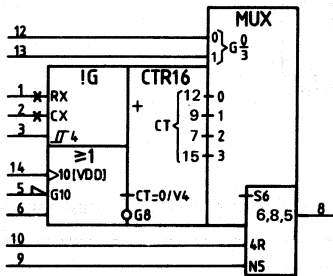 MUX
12
0
13
1
G 0/3
!G
CTR16
1
RX
+
12
0
2
CX
CT
9
1
3
4
7
2
≥1
15
3
14
10[VDD]
5
G10
CT=0/V4
S6
6
G8
6,8,5
8
10
4R
9
N5